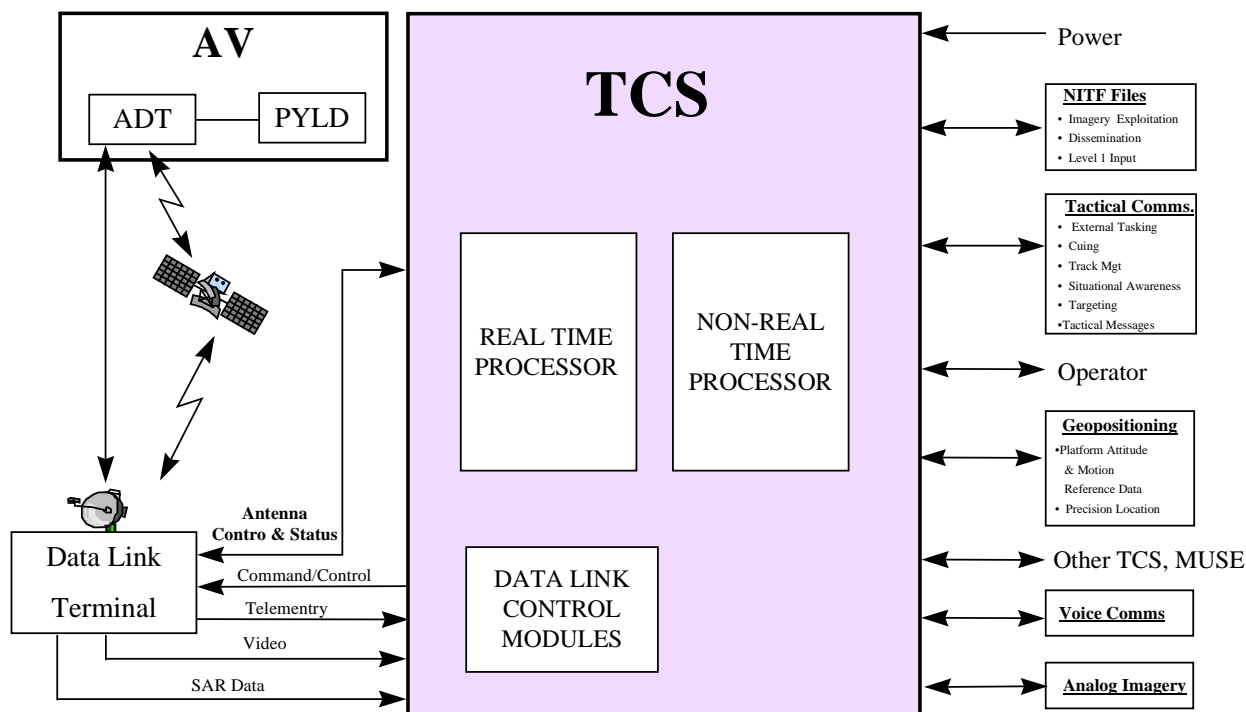 AV
ADT
PYLD
TCS
REAL TIME
PROCESSOR
NON-REAL
TIME
PROCESSOR
DATA LINK
CONTROL
MODULES
Antenna
Contro & Status
Data Link
Terminal
Command/Control
Telementry
Video
SAR Data
Power
NITF Files
• Imagery Exploitation
• Dissemination
• Level 1 Input
Tactical Comms.
• External Tasking
• Cuing
• Track Mgt
• Situational Awareness
• Targeting
•Tactical Messages
Operator
Geopositioning
•Platform Attitude
& Motion
Reference Data
• Precision Location
Other TCS, MUSE
Voice Comms
Analog Imagery